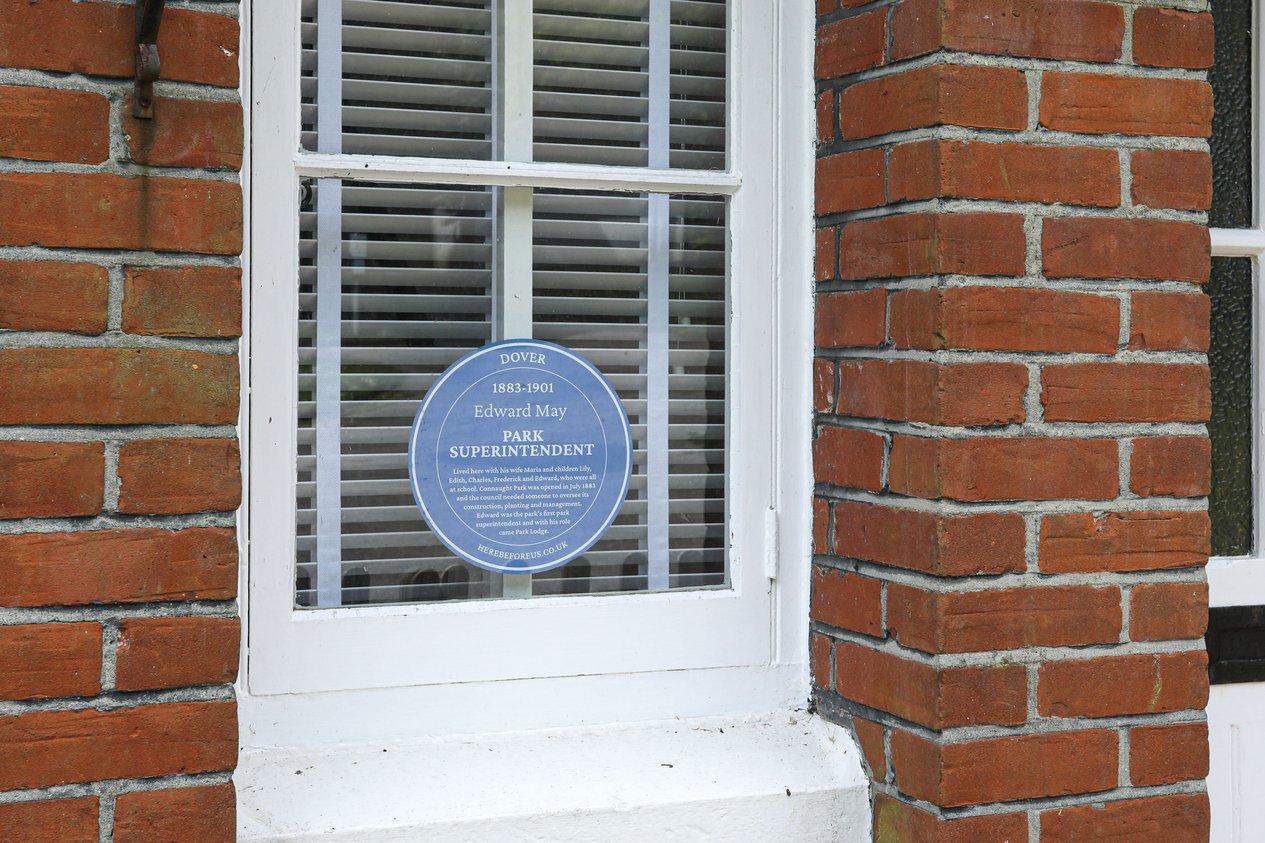 DOVER
1883-1901
Edward May
PARK
SUPERINTENDENT
Lived here with his wife Maria and children Lily,
Edith, Charles, Frederick and Edward, who were all
at school. Connaught Park was opened in July 1883
and the council needed someone to oversee its
construction, planting and management.
Edward was the park's first park
superintendent and with his role
came Park Lodge.
HEREBEFOREUS.CO.UK